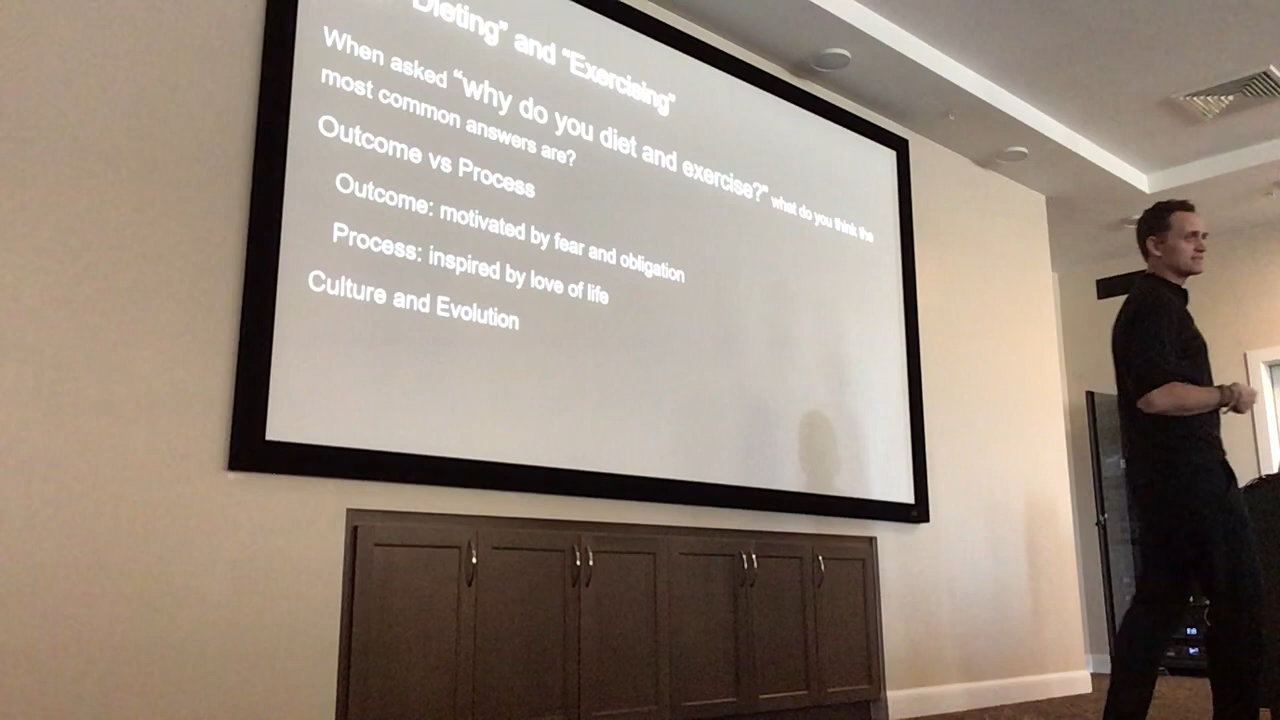 "Dieting" and "Exercising"
When asked "why do you diet and exercise?" what do you think the
most common answers are?
Outcome vs Process
Outcome: motivated by fear and obligation
Process: inspired by love of life
Culture and Evolution